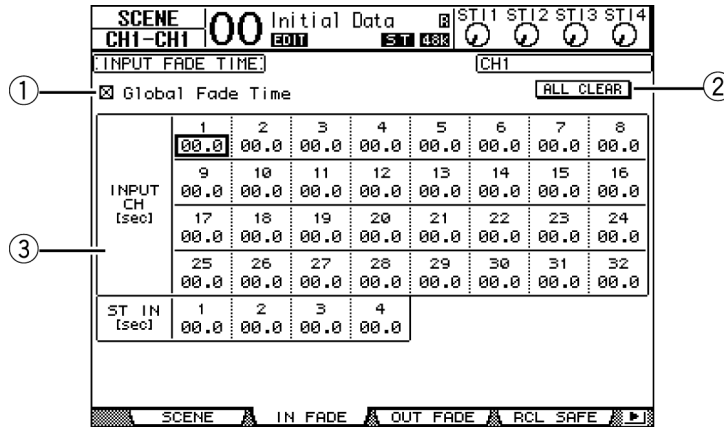 SCENE
CH1-CH1
00 Initial Data R
EDIT ST 48K
STI1 STI2 STI3 STI4
INPUT FADE TIME
CH1
① Global Fade Time
ALL CLEAR ②
1 2 3 4 5 6 7 8
00.0 00.0 00.0 00.0 00.0 00.0 00.0 00.0
9 10 11 12 13 14 15 16
INPUT CH [sec]
00.0 00.0 00.0 00.0 00.0 00.0 00.0 00.0
17 18 19 20 21 22 23 24
00.0 00.0 00.0 00.0 00.0 00.0 00.0 00.0
③
25 26 27 28 29 30 31 32
00.0 00.0 00.0 00.0 00.0 00.0 00.0 00.0
ST IN [sec]
1 2 3 4
00.0 00.0 00.0 00.0
SCENE IN FADE OUT FADE RCL SAFE